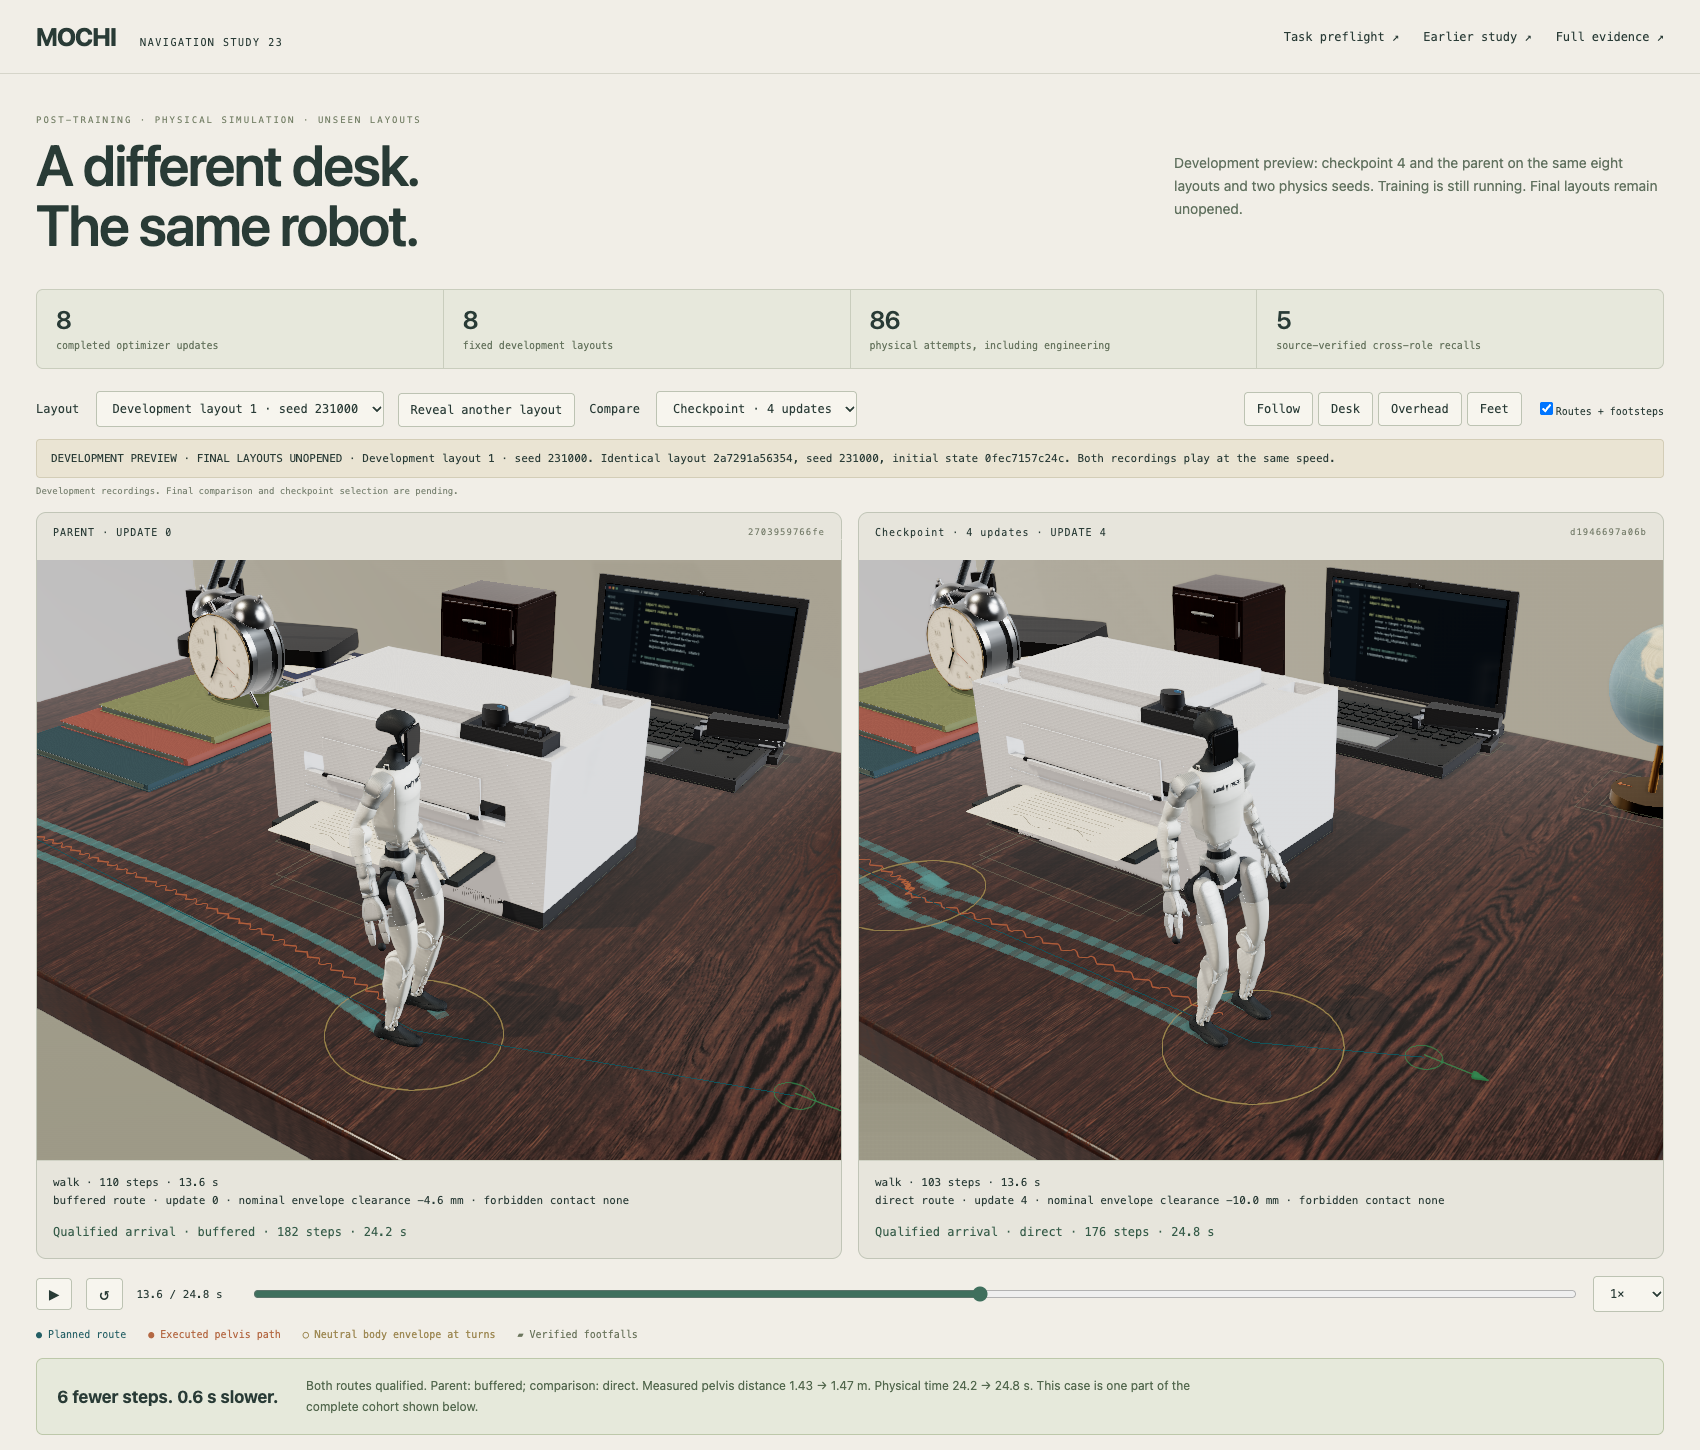 MOCHI NAVIGATION STUDY 23
Task preflight ↗ Earlier study ↗ Full evidence ↗
POST-TRAINING · PHYSICAL SIMULATION · UNSEEN LAYOUTS
A different desk.
The same robot.
Development preview: checkpoint 4 and the parent on the same eight
layouts and two physics seeds. Training is still running. Final layouts remain
unopened.
8
completed optimizer updates
8
fixed development layouts
86
physical attempts, including engineering
5
source-verified cross-role recalls
Layout Development layout 1 · seed 231000 Reveal another layout Compare Checkpoint · 4 updates Follow Desk Overhead Feet Routes + footsteps
DEVELOPMENT PREVIEW · FINAL LAYOUTS UNOPENED · Development layout 1 · seed 231000. Identical layout 2a7291a56354, seed 231000, initial state 0fec7157c24c. Both recordings play at the same speed.
Development recordings. Final comparison and checkpoint selection are pending.
PARENT · UPDATE 0 2703959766fe
walk · 110 steps · 13.6 s
buffered route · update 0 · nominal envelope clearance −4.6 mm · forbidden contact none
Qualified arrival · buffered · 182 steps · 24.2 s
Checkpoint · 4 updates · UPDATE 4 d1946697a06b
walk · 103 steps · 13.6 s
direct route · update 4 · nominal envelope clearance −10.0 mm · forbidden contact none
Qualified arrival · direct · 176 steps · 24.8 s
13.6 / 24.8 s 1×
Planned route Executed pelvis path Neutral body envelope at turns Verified footfalls
6 fewer steps. 0.6 s slower.
Both routes qualified. Parent: buffered; comparison: direct. Measured pelvis distance 1.43 → 1.47 m. Physical time 24.2 → 24.8 s. This case is one part of the
complete cohort shown below.